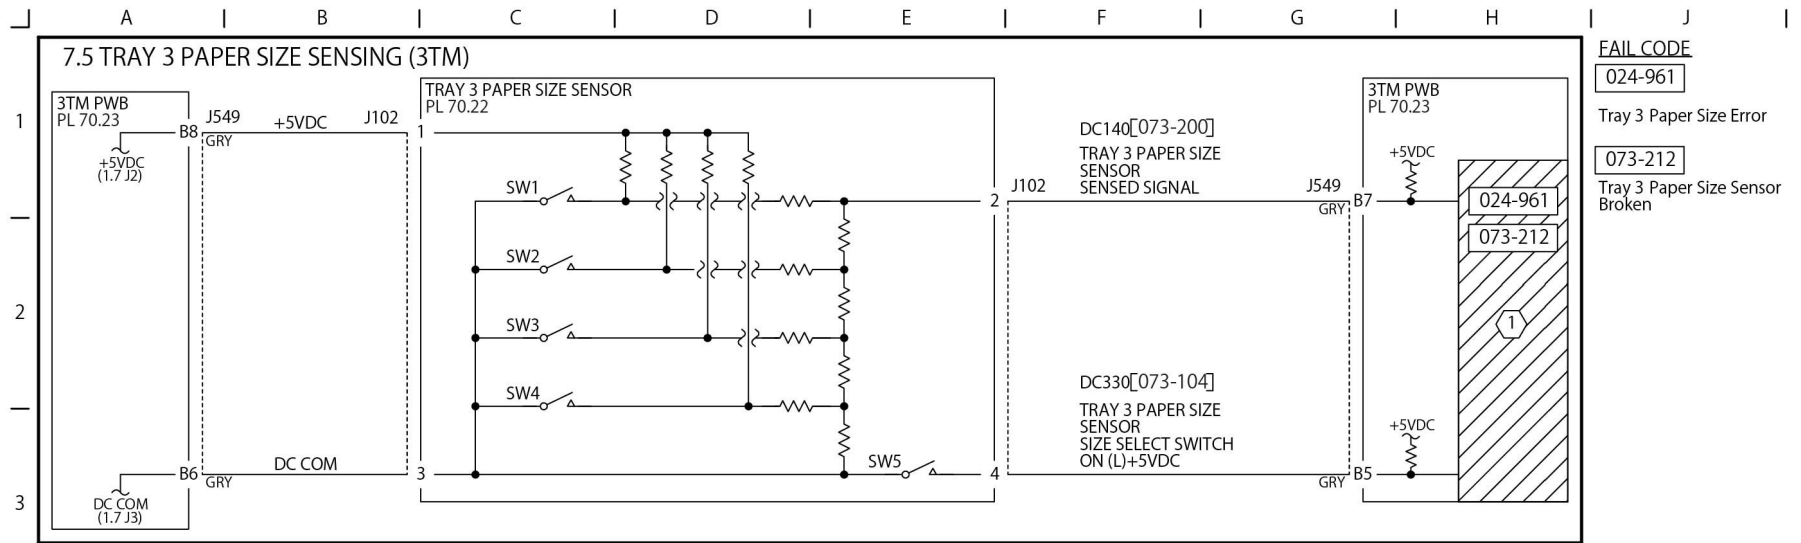 A B C D E F G H J
7.5 TRAY 3 PAPER SIZE SENSING (3TM)
FAIL CODE
024-961
Tray 3 Paper Size Error
073-212
Tray 3 Paper Size Sensor
Broken
1
2
3
3TM PWB
PL 70.23
+5VDC
(1.7 J2)
B8
J549
GRY
+5VDC
J102
1
TRAY 3 PAPER SIZE SENSOR
PL 70.22
SW1
SW2
SW3
SW4
SW5
DC COM
(1.7 J3)
B6
GRY
DC COM
3
2
J102
4
DC140[073-200]
TRAY 3 PAPER SIZE
SENSOR
SENSED SIGNAL
J549
GRY
B7
DC330[073-104]
TRAY 3 PAPER SIZE
SENSOR
SIZE SELECT SWITCH
ON (L)+5VDC
GRY
B5
3TM PWB
PL 70.23
+5VDC
024-961
073-212
1
+5VDC